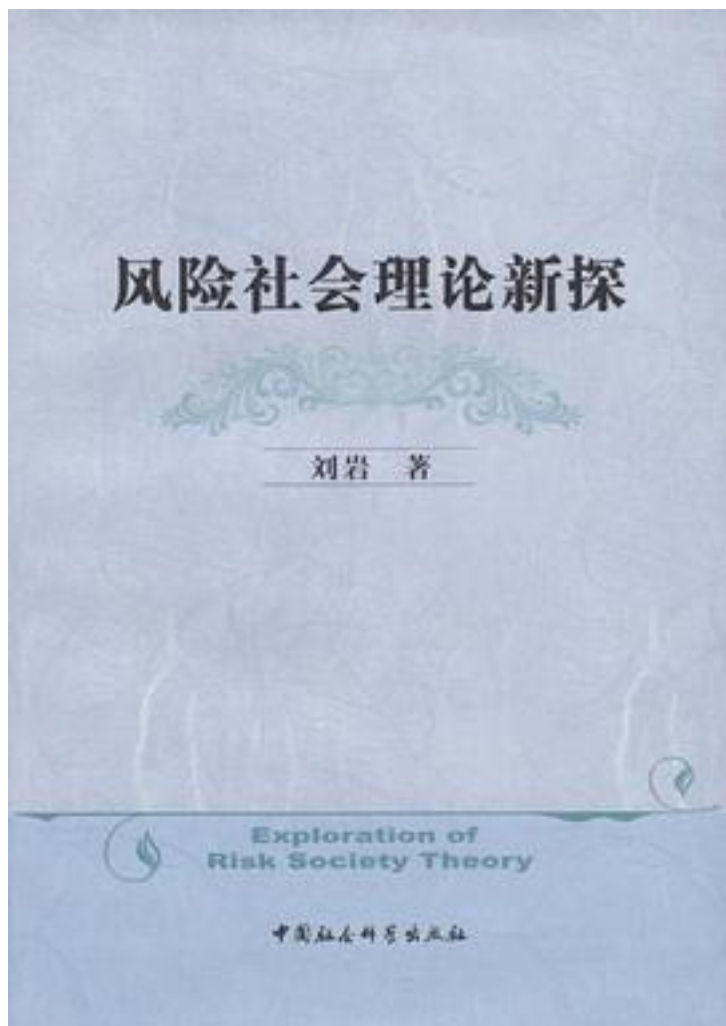 风险社会理论新探
刘岩 著
Exploration of
Risk Society Theory
中国社会科学出版社